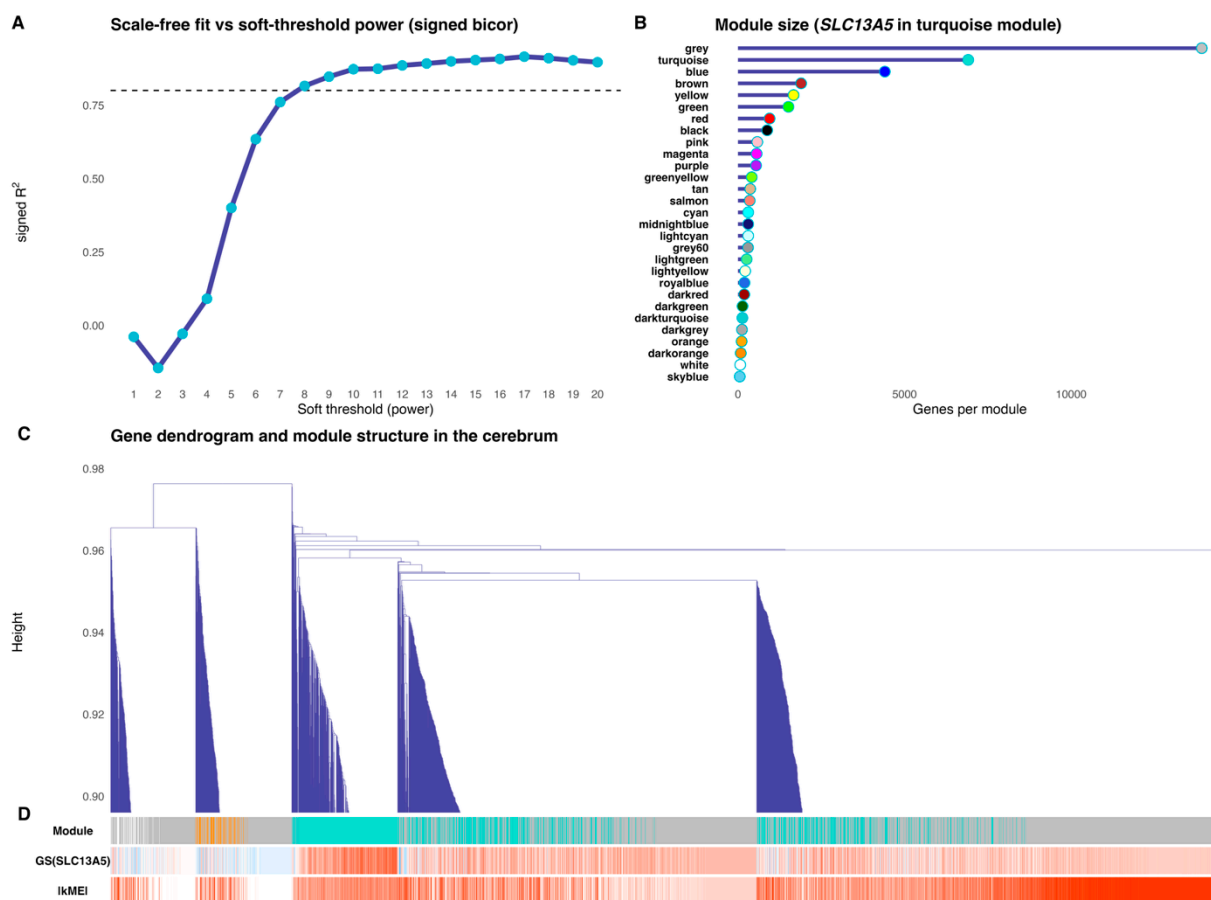 A
Scale-free fit vs soft-threshold power (signed bicor)
signed R²
0.75
0.50
0.25
0.00
1 2 3 4 5 6 7 8 9 10 11 12 13 14 15 16 17 18 19 20
Soft threshold (power)
B
Module size (SLC13A5 in turquoise module)
grey
turquoise
blue
brown
yellow
green
red
black
pink
magenta
purple
greenyellow
tan
salmon
cyan
midnightblue
lightcyan
grey60
lightgreen
lightyellow
royalblue
darkred
darkgreen
darkturquoise
darkgrey
orange
darkorange
white
skyblue
0 5000 10000
Genes per module
C
Gene dendrogram and module structure in the cerebrum
Height
0.98
0.96
0.94
0.92
0.90
D
Module
GS(SLC13A5)
|kME|